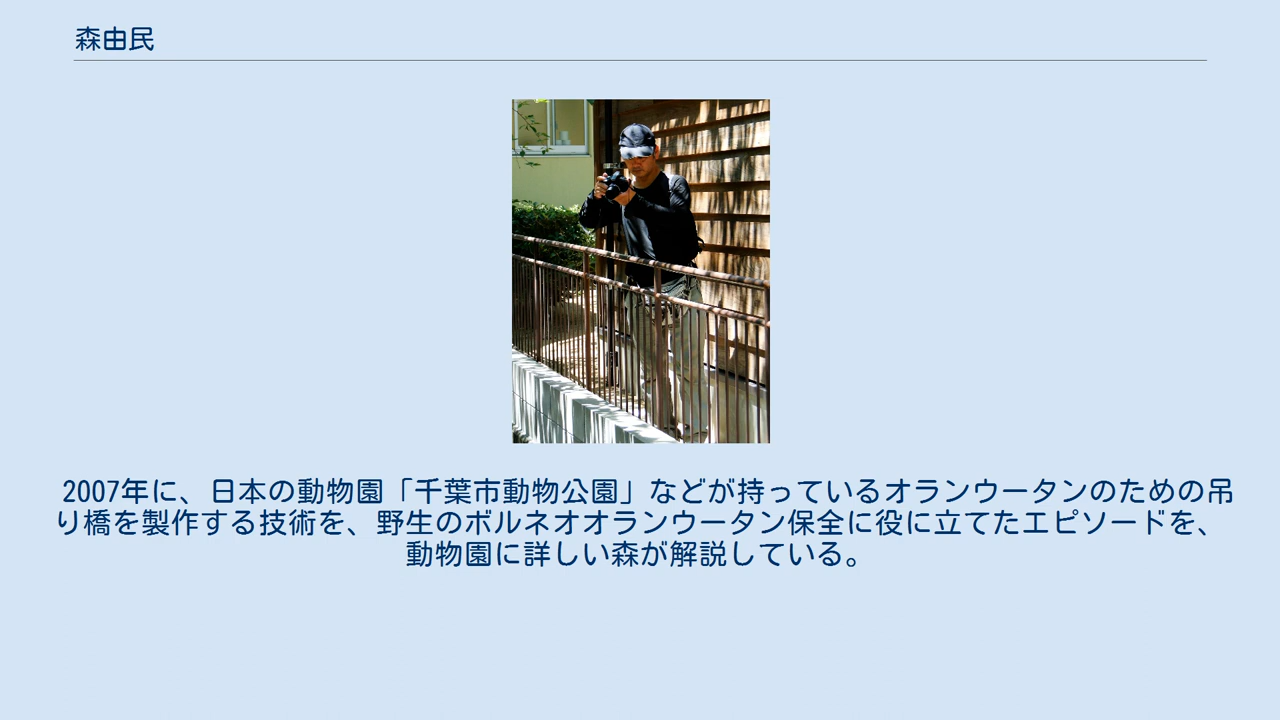 森由民
2007年に、日本の動物園「千葉市動物公園」などが持っているオランウータンのための吊
り橋を製作する技術を、野生のボルネオオランウータン保全に役に立てたエピソードを、
動物園に詳しい森が解説している。